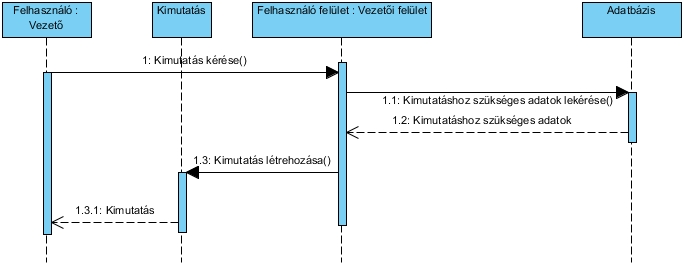 Felhasználó :
Vezető
Kimutatás
Felhasználó felület : Vezetői felület
Adatbázis
1: Kimutatás kérése()
1.1: Kimutatáshoz szükséges adatok lekérése()
1.2: Kimutatáshoz szükséges adatok
1.3: Kimutatás létrehozása()
1.3.1: Kimutatás